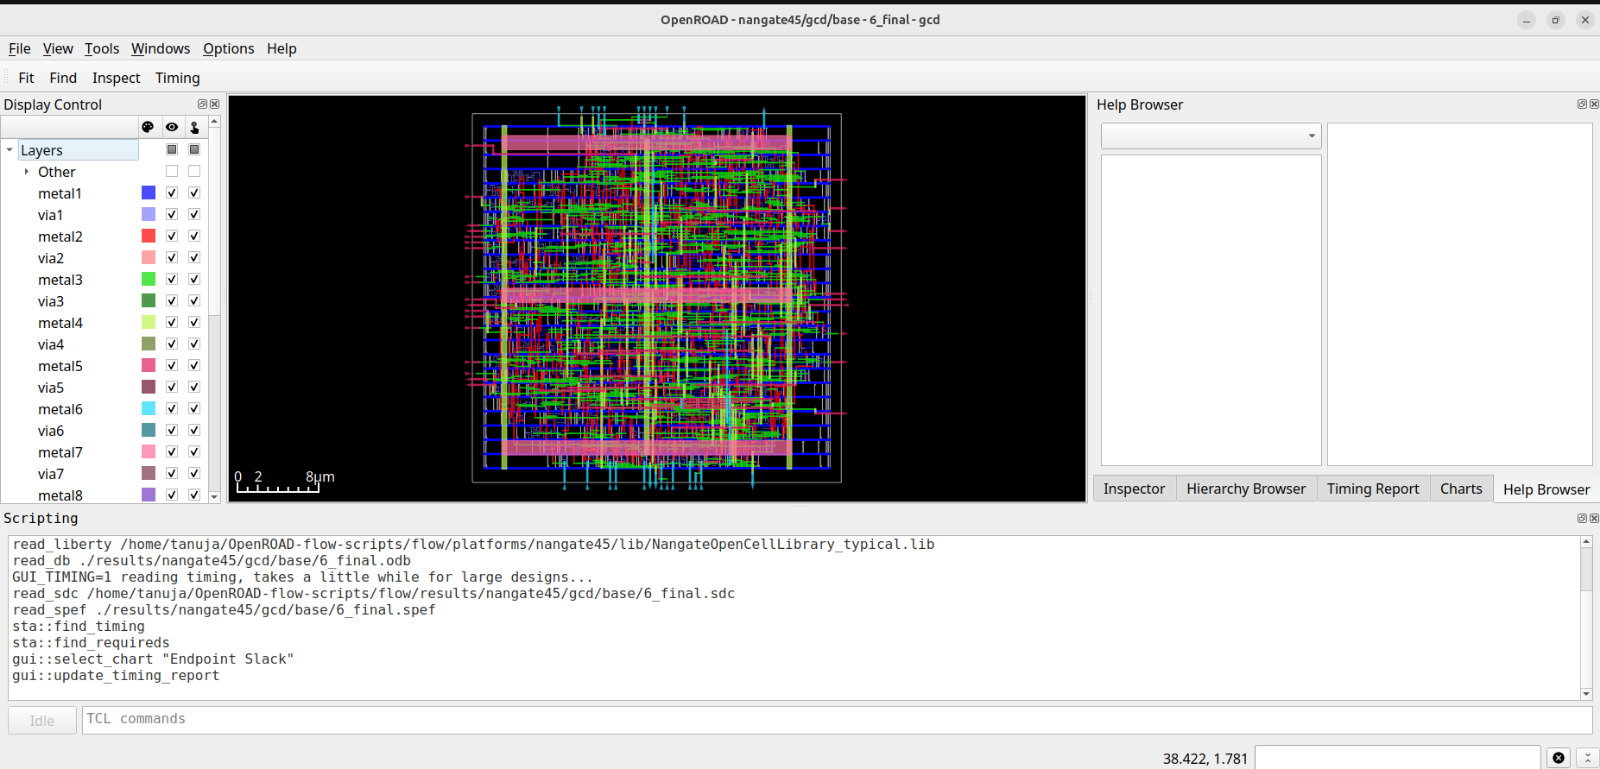 OpenROAD - nangate45/gcd/base - 6_final - gcd
File View Tools Windows Options Help
Fit Find Inspect Timing
Display Control
Layers
Other
metal1
via1
metal2
via2
metal3
via3
metal4
via4
metal5
via5
metal6
via6
metal7
via7
metal8
0 2 8μm
Help Browser
Inspector Hierarchy Browser Timing Report Charts Help Browser
Scripting
read_liberty /home/tanuja/OpenROAD-flow-scripts/flow/platforms/nangate45/lib/NangateOpenCellLibrary_typical.lib
read_db ./results/nangate45/gcd/base/6_final.odb
GUI_TIMING=1 reading timing, takes a little while for large designs...
read_sdc /home/tanuja/OpenROAD-flow-scripts/flow/results/nangate45/gcd/base/6_final.sdc
read_spef ./results/nangate45/gcd/base/6_final.spef
sta::find_timing
sta::find_requireds
gui::select_chart "Endpoint Slack"
gui::update_timing_report
Idle TCL commands
38.422, 1.781